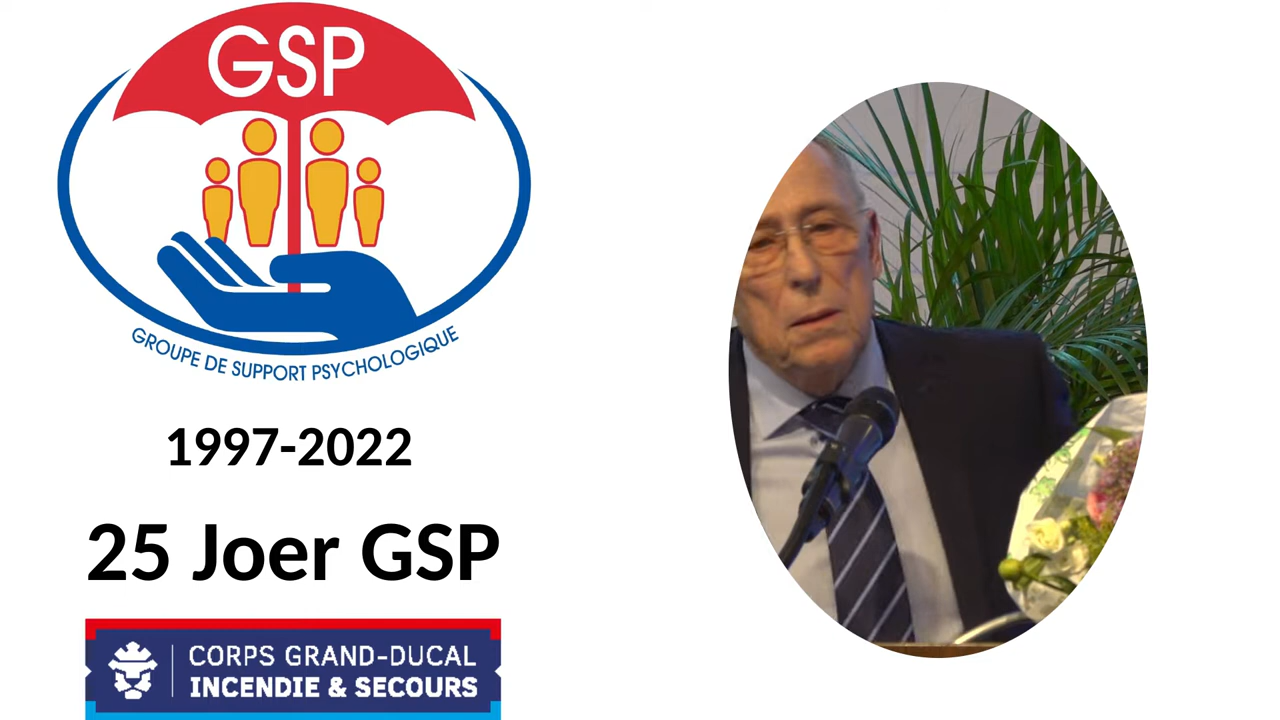 GSP
GROUPE DE SUPPORT PSYCHOLOGIQUE
1997-2022
25 Joer GSP
CORPS GRAND-DUCAL
INCENDIE & SECOURS